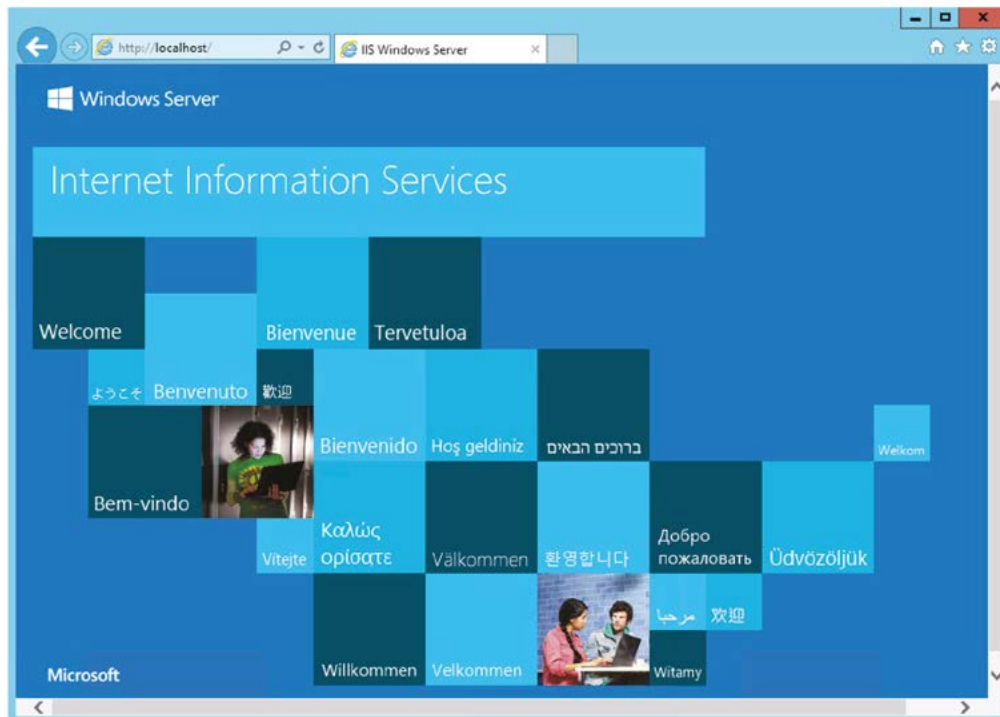 http://localhost/
IIS Windows Server
Windows Server
Internet Information Services
Welcome
Bienvenue
Tervetuloa
ようこそ
Benvenuto
歡迎
Bienvenido
Hoş geldiniz
ברוכים הבאים
Welkom
Bem-vindo
Vítejte
Καλώς
ορίσατε
Välkommen
환영합니다
Добро
пожаловать
Üdvözöljük
مرحبا
欢迎
Willkommen
Velkommen
Witamy
Microsoft